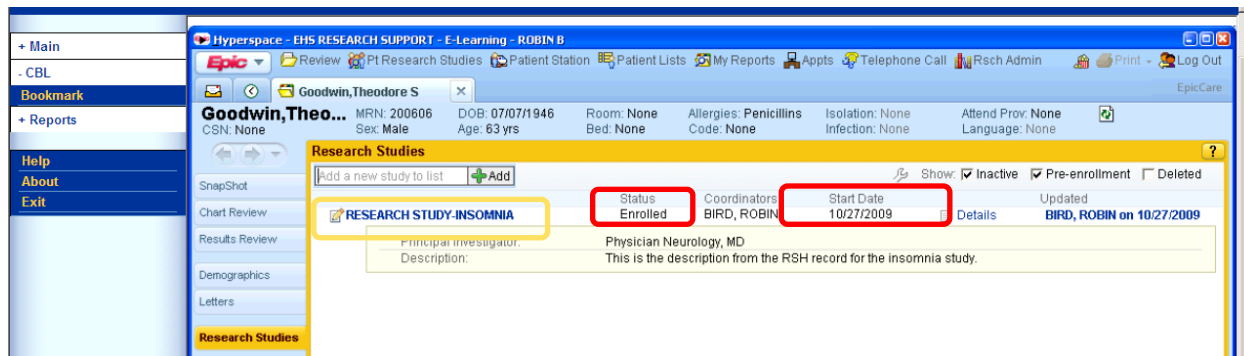 + Main
- CBL
Bookmark
+ Reports
Help
About
Exit
Hyperspace - EHS RESEARCH SUPPORT - E-Learning - ROBIN B
Epic Review Pt Research Studies Patient Station Patient Lists My Reports Appts Telephone Call Rsch Admin Print Log Out
Goodwin,Theodore S EpicCare
Goodwin,Theo... MRN: 200606 DOB: 07/07/1946 Room: None Allergies: Penicillins Isolation: None Attend Prov: None
CSN: None Sex: Male Age: 63 yrs Bed: None Code: None Infection: None Language: None
Research Studies ?
Add a new study to list Add Show: Inactive Pre-enrollment Deleted
SnapShot
Chart Review
Results Review
Demographics
Letters
Research Studies
Status Coordinators Start Date Updated
RESEARCH STUDY-INSOMNIA Enrolled BIRD, ROBIN 10/27/2009 Details BIRD, ROBIN on 10/27/2009
Principal Investigator: Physician Neurology, MD
Description: This is the description from the RSH record for the insomnia study.